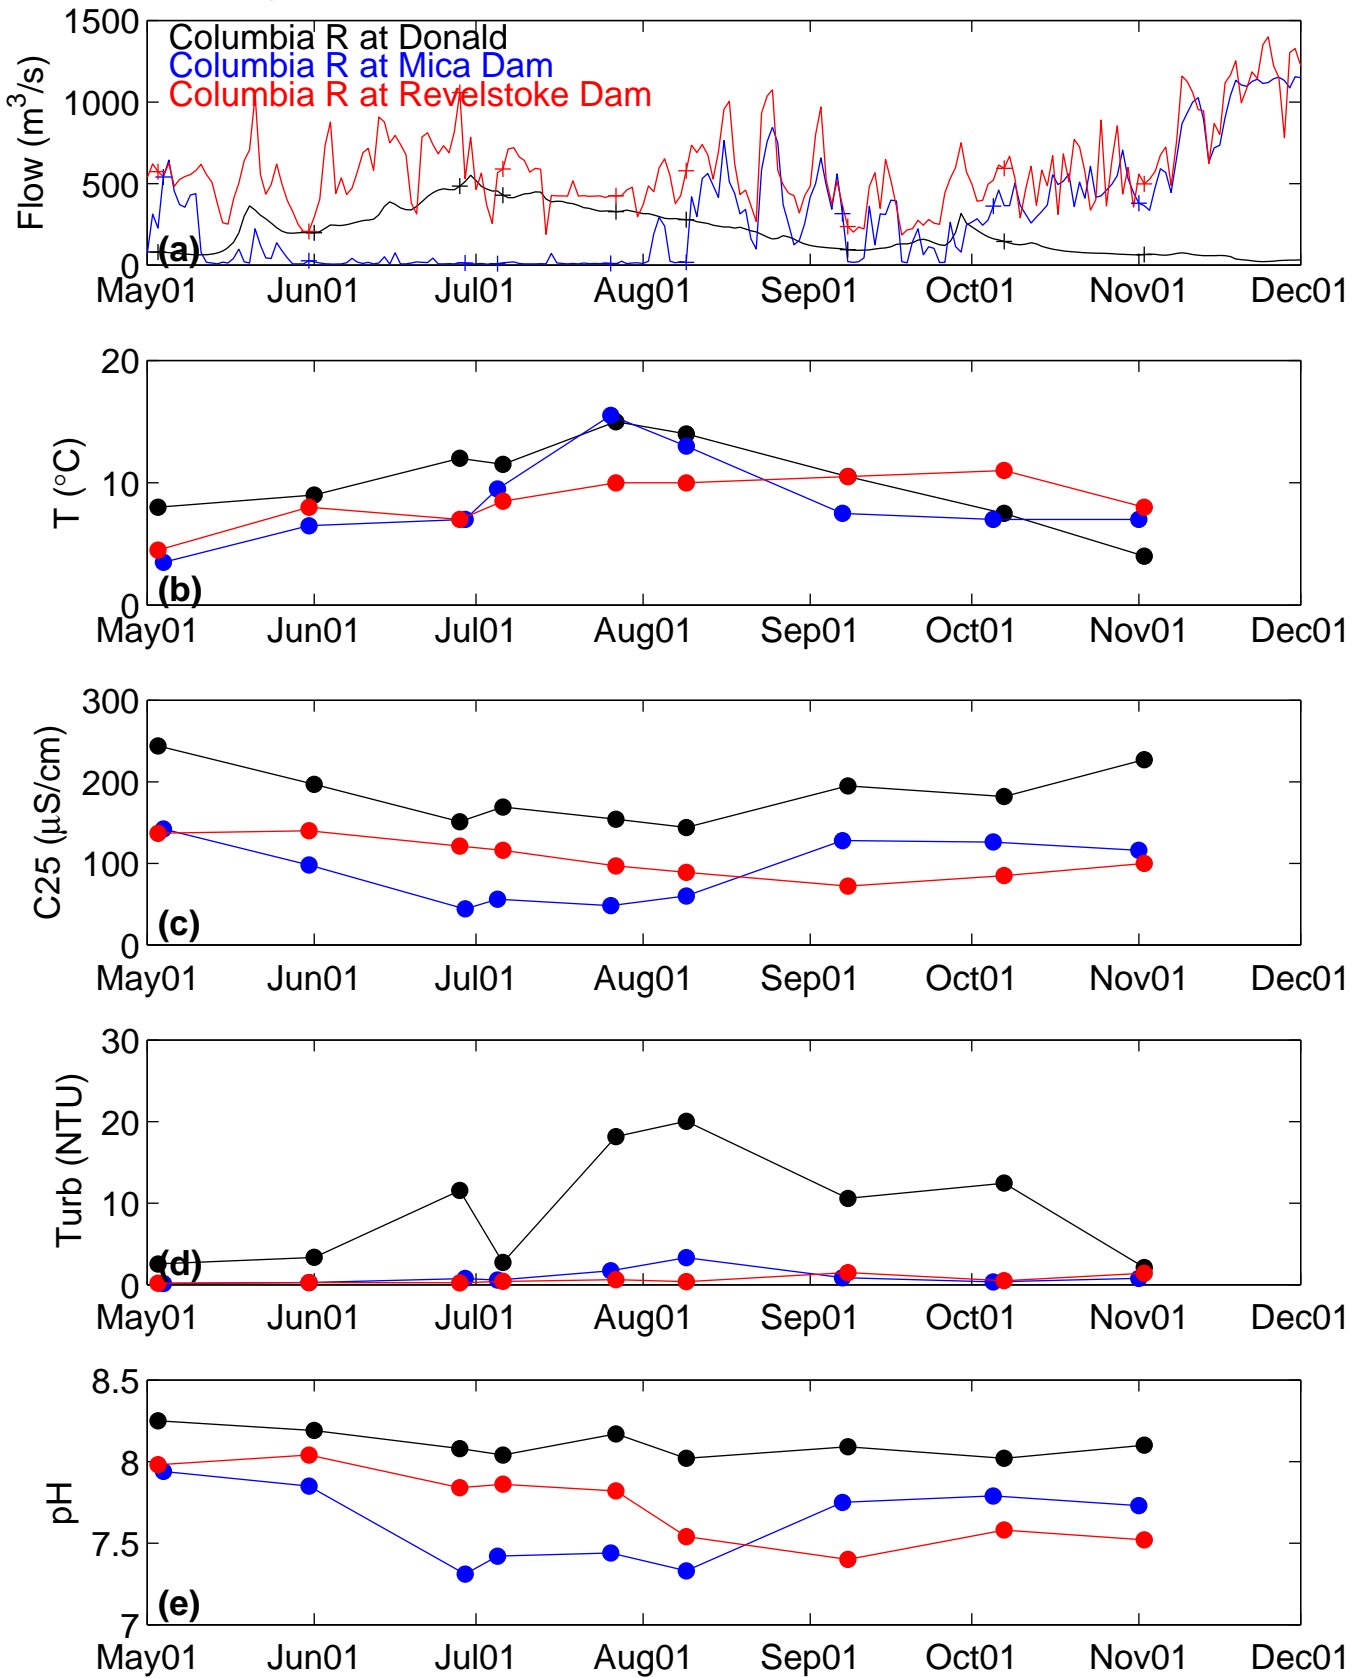 1500
Columbia R at Donald
Columbia R at Mica Dam
Columbia R at Revelstoke Dam
1000
500
0
Flow (m³/s)
(a)
May01 Jun01 Jul01 Aug01 Sep01 Oct01 Nov01 Dec01
20
10
0
T (°C)
(b)
May01 Jun01 Jul01 Aug01 Sep01 Oct01 Nov01 Dec01
300
200
100
0
C25 (µS/cm)
(c)
May01 Jun01 Jul01 Aug01 Sep01 Oct01 Nov01 Dec01
30
20
10
0
Turb (NTU)
(d)
May01 Jun01 Jul01 Aug01 Sep01 Oct01 Nov01 Dec01
8.5
8
7.5
7
pH
(e)
May01 Jun01 Jul01 Aug01 Sep01 Oct01 Nov01 Dec01